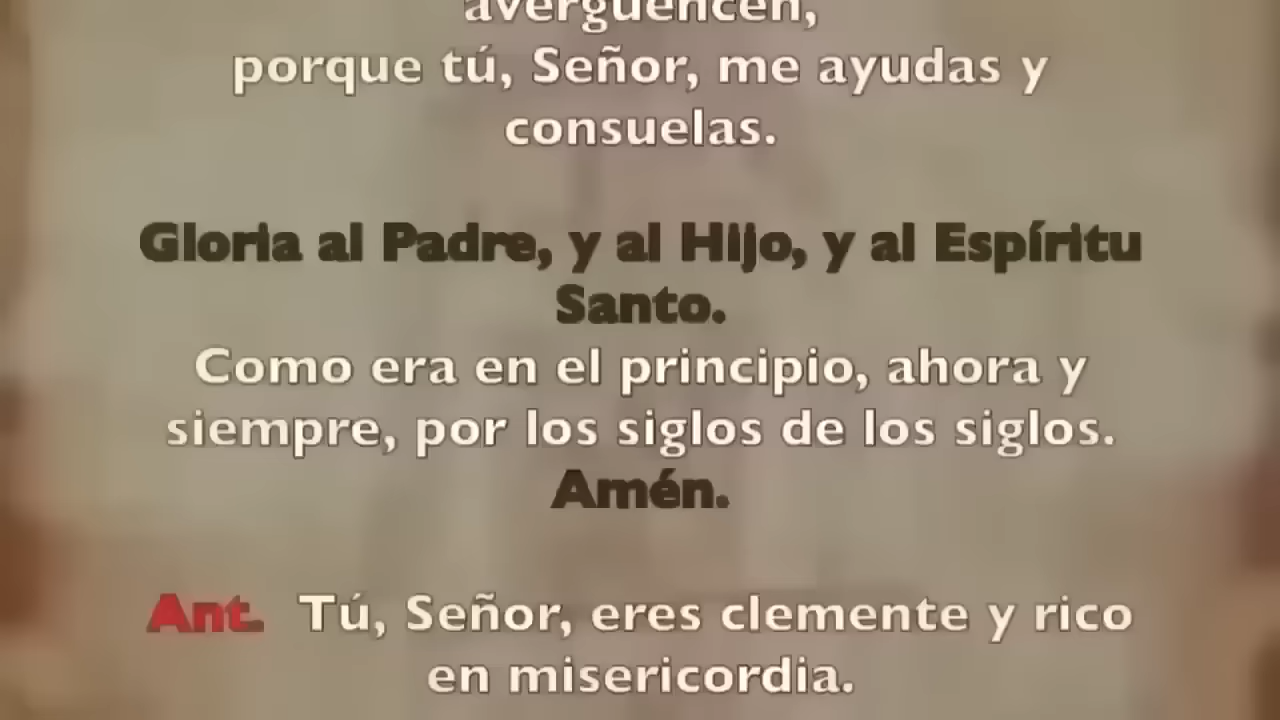 avergüencen,
porque tú, Señor, me ayudas y
consuelas.
Gloria al Padre, y al Hijo, y al Espíritu
Santo.
Como era en el principio, ahora y
siempre, por los siglos de los siglos.
Amén.
Ant. Tú, Señor, eres clemente y rico
en misericordia.